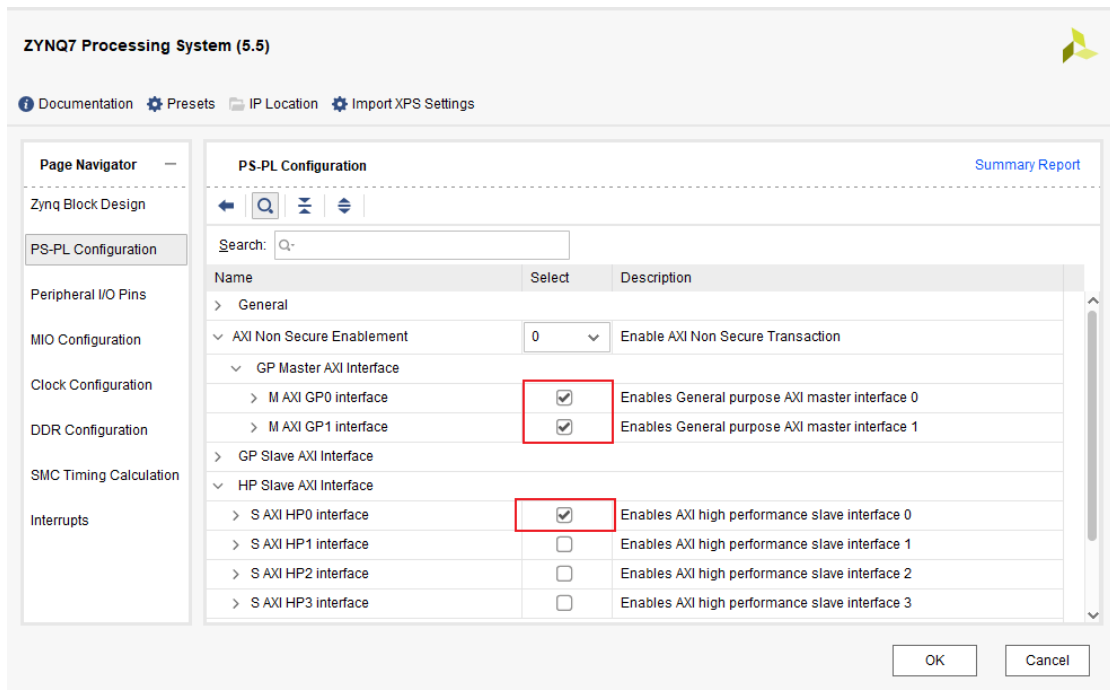 ZYNQ7 Processing System (5.5)
Documentation Presets IP Location Import XPS Settings
Page Navigator
Zynq Block Design
PS-PL Configuration
Peripheral I/O Pins
MIO Configuration
Clock Configuration
DDR Configuration
SMC Timing Calculation
Interrupts
PS-PL Configuration Summary Report
Search:
Name Select Description
General
AXI Non Secure Enablement 0 Enable AXI Non Secure Transaction
GP Master AXI Interface
M AXI GP0 interface Enables General purpose AXI master interface 0
M AXI GP1 interface Enables General purpose AXI master interface 1
GP Slave AXI Interface
HP Slave AXI Interface
S AXI HP0 interface Enables AXI high performance slave interface 0
S AXI HP1 interface Enables AXI high performance slave interface 1
S AXI HP2 interface Enables AXI high performance slave interface 2
S AXI HP3 interface Enables AXI high performance slave interface 3
OK Cancel